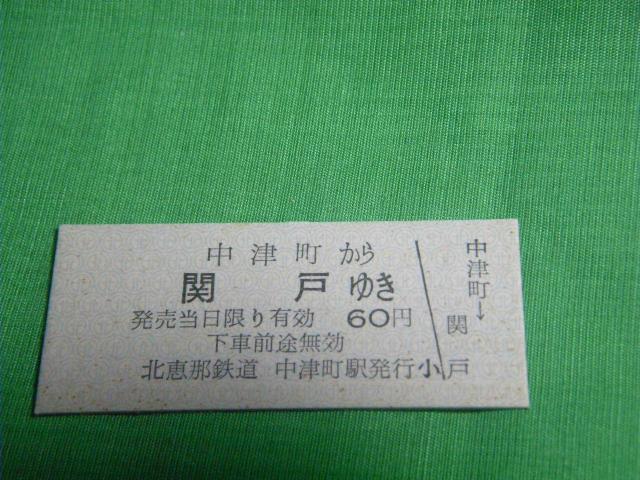 中津町から
関戸ゆき
発売当日限り有効 60円
下車前途無効
北恵那鉄道 中津町駅発行小
中津町→関戸